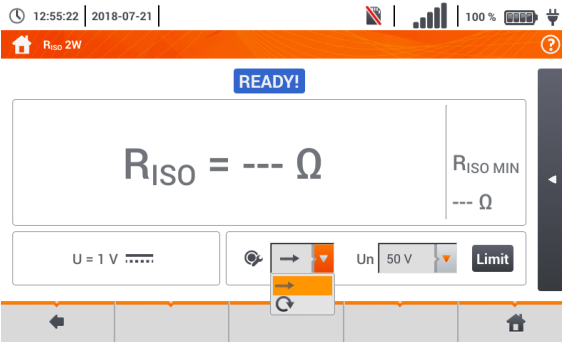 12:55:22 2018-07-21 100 %
RISO 2W ?
READY!
RISO = --- Ω
RISO MIN
--- Ω
U = 1 V
Un 50 V Limit